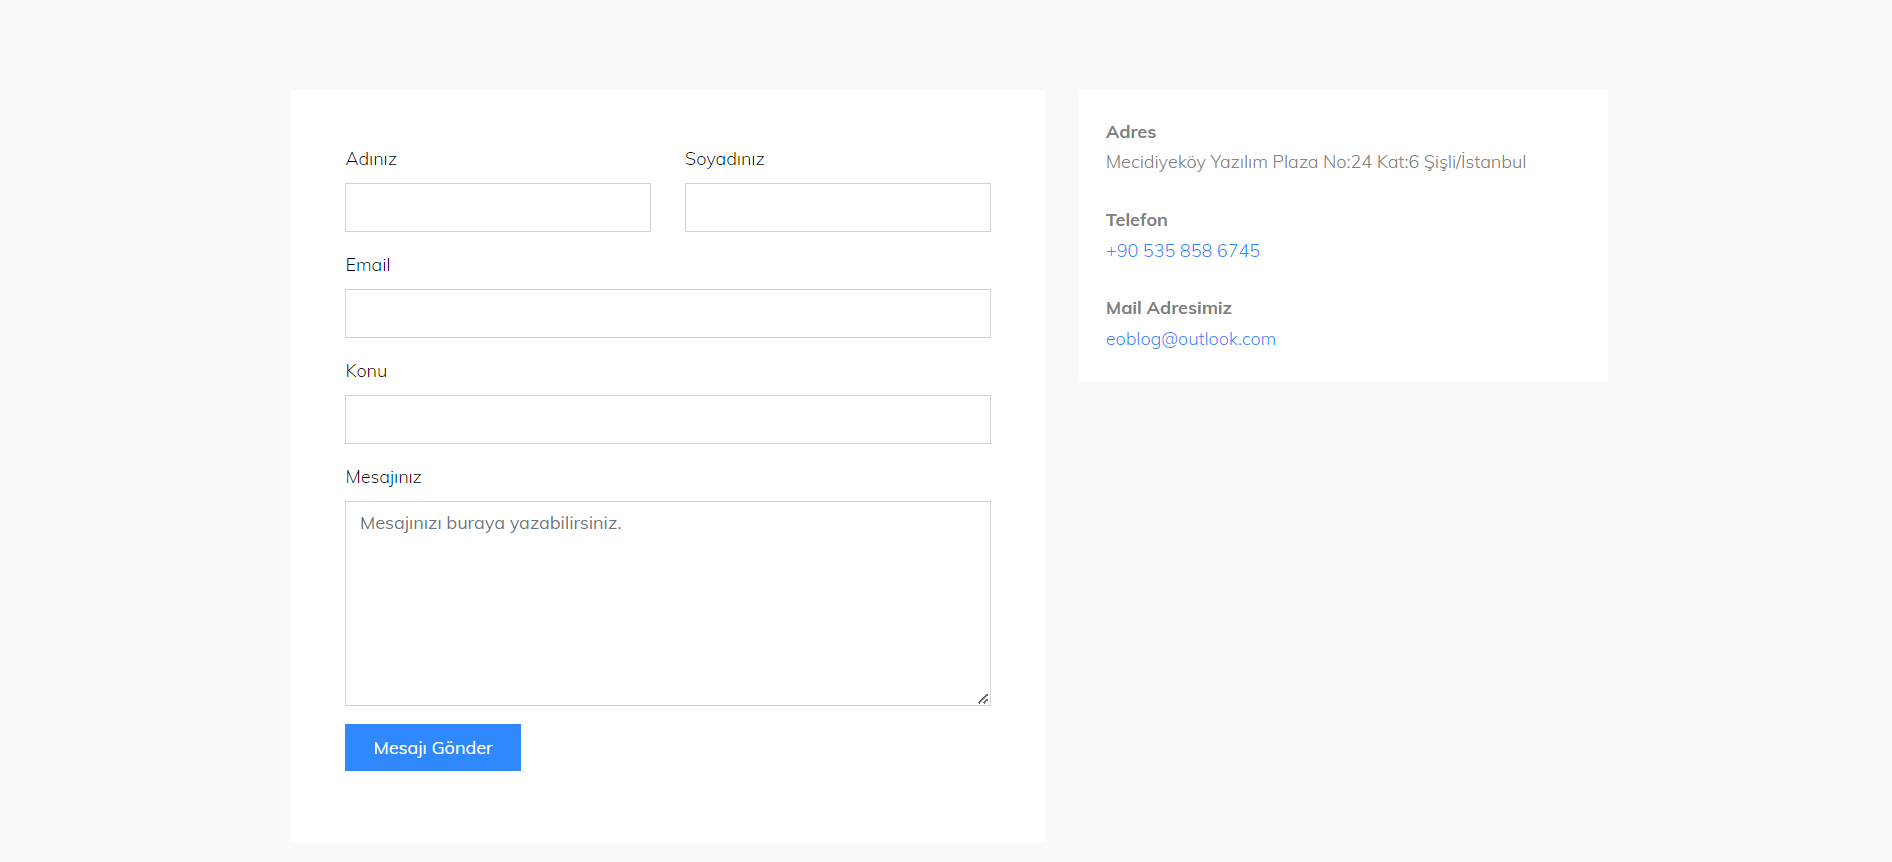 Adınız
Soyadınız
Email
Konu
Mesajınız
Mesajınızı buraya yazabilirsiniz.
Mesajı Gönder
Adres
Mecidiyeköy Yazılım Plaza No:24 Kat:6 Şişli/İstanbul
Telefon
+90 535 858 6745
Mail Adresimiz
eoblog@outlook.com